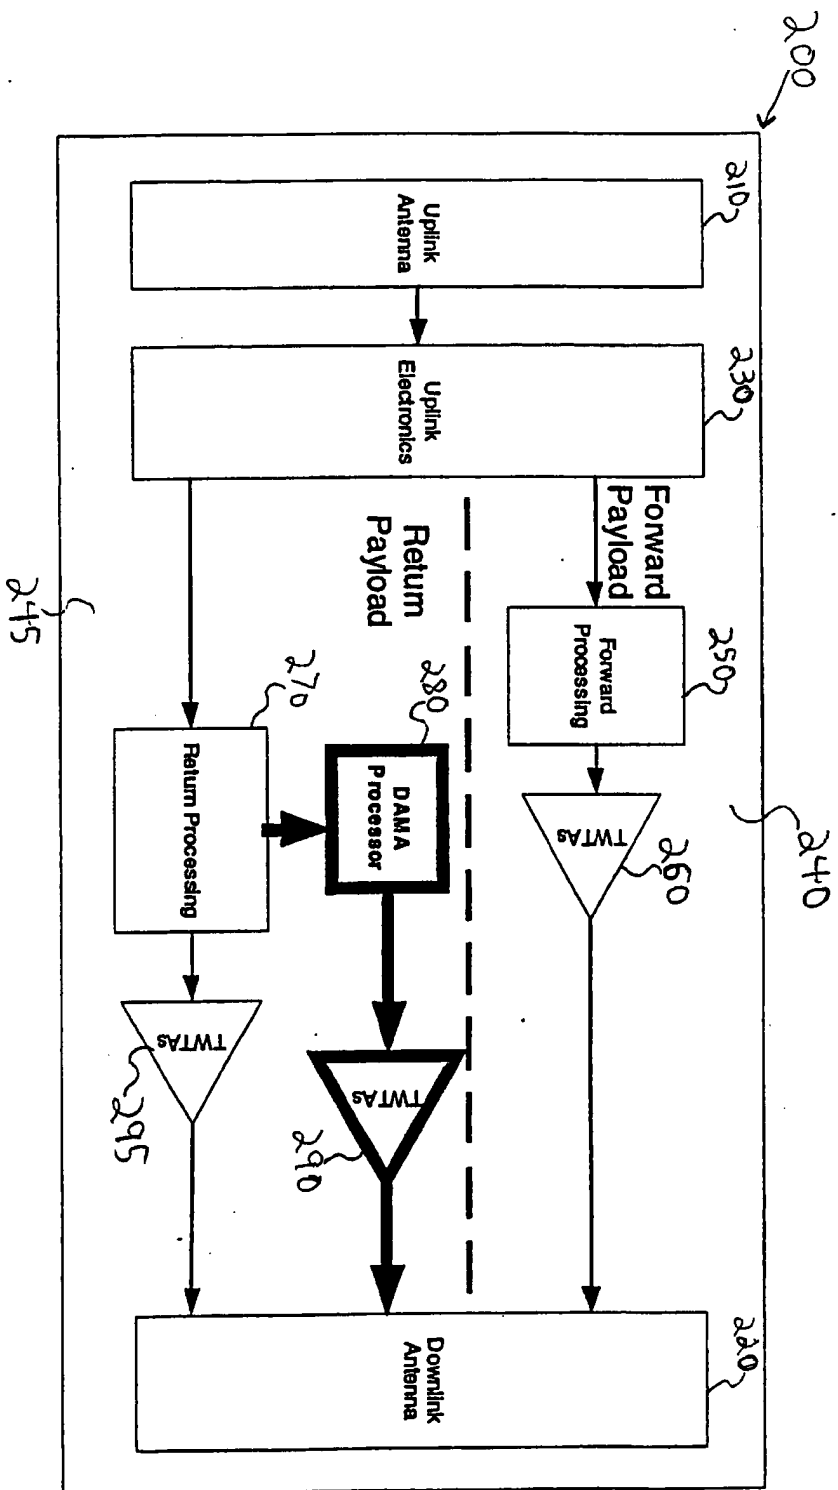 200
210
Uplink
Antenna
230
Uplink
Electronics
Forward
Payload
250
Forward
Processing
TWTAs
260
240
Return
Payload
280
DAMA
Processor
TWTAs
290
270
Return Processing
TWTAs
295
245
220
Downlink
Antenna